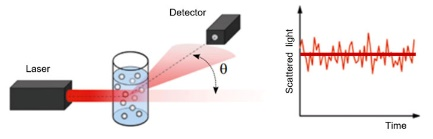 Detector
Laser
θ
Scattered light
Time